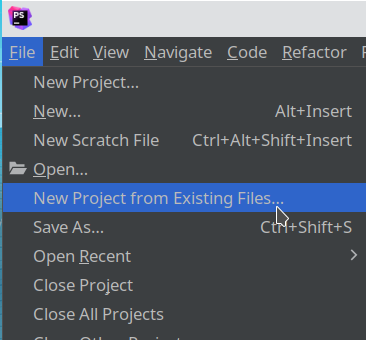 PS
File Edit View Navigate Code Refactor
New Project...
New... Alt+Insert
New Scratch File Ctrl+Alt+Shift+Insert
Open...
New Project from Existing Files...
Save As... Ctrl+Shift+S
Open Recent
Close Project
Close All Projects